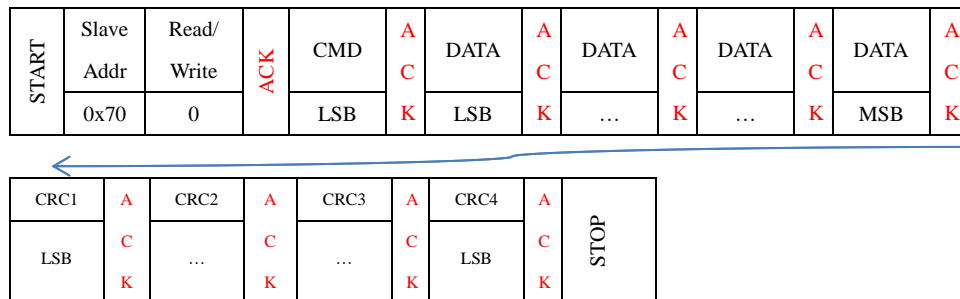 START Slave Addr Read/ Write ACK CMD A C K DATA A C K DATA A C K DATA A C K DATA A C K
0x70 0 LSB LSB … … MSB
CRC1 A C K CRC2 A C K CRC3 A C K CRC4 A C K STOP
LSB … … LSB